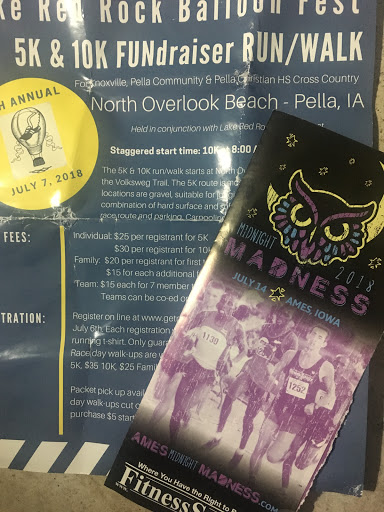 ke Red Rock Balloon Fest
5K & 10K FUNdraiser RUN/WALK
For Knoxville, Pella Community & Pella Christian HS Cross Country
North Overlook Beach - Pella, IA
Held in conjunction with Lake Red Ro
H ANNUAL
JULY 7, 2018
Staggered start time: 10K at 8:00 /
The 5K & 10K run/walk starts at North O
the Volksweg Trail. The 5K route is
locations are gravel, suitable for
combination of hard surface and
race route and parking. Carpooling
FEES:
Individual: $25 per registrant for 5K
$30 per registrant for 10
Family: $20 per registrant for first
$15 for each additional
Team: $15 each for 7 member
Teams can be co-ed or
TRATION:
Register on line at www.get
July 6th. Each registration
running t-shirt. Only guara
Race day walk-ups are
5K, $35 10K, $25 Famil
Packet pick up avail
day walk-ups cut o
purchase $5 start
MIDNIGHT
MADNESS
2018
JULY 14 AMES, IOWA
1130
1252
AMES MIDNIGHT MADNESS.COM
Where You Have the Right to
FitnessS